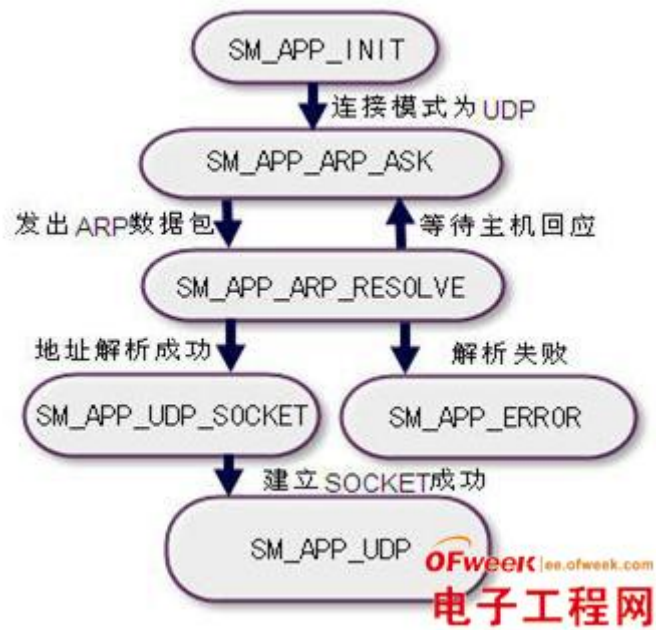 SM_APP_INIT
连接模式为UDP
SM_APP_ARP_ASK
发出ARP数据包
等待主机回应
SM_APP_ARP_RESOLVE
地址解析成功
解析失败
SM_APP_UDP_SOCKET
SM_APP_ERROR
建立SOCKET成功
SM_APP_UDP
OFweek | ee.ofweek.com
电子工程网